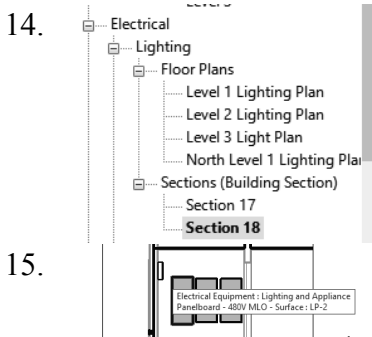 14.
Electrical
Lighting
Floor Plans
Level 1 Lighting Plan
Level 2 Lighting Plan
Level 3 Light Plan
North Level 1 Lighting Pla
Sections (Building Section)
Section 17
Section 18
15.
Electrical Equipment : Lighting and Appliance
Panelboard - 480V MLO - Surface : LP-2